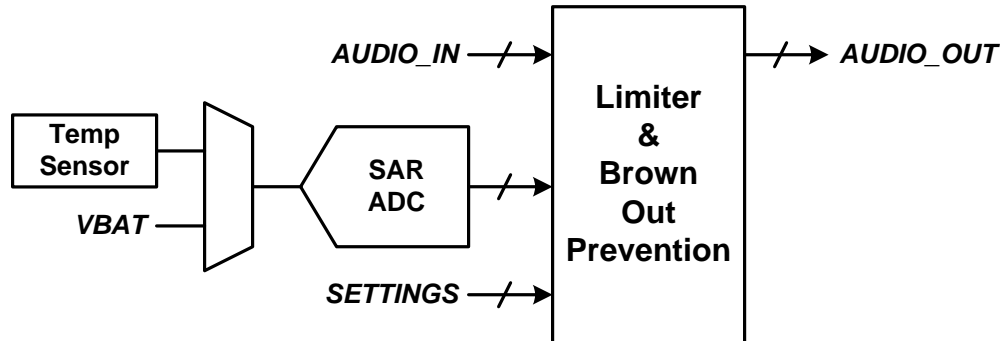 AUDIO_IN
AUDIO_OUT
Temp
Sensor
VBAT
SAR
ADC
SETTINGS
Limiter
&
Brown
Out
Prevention